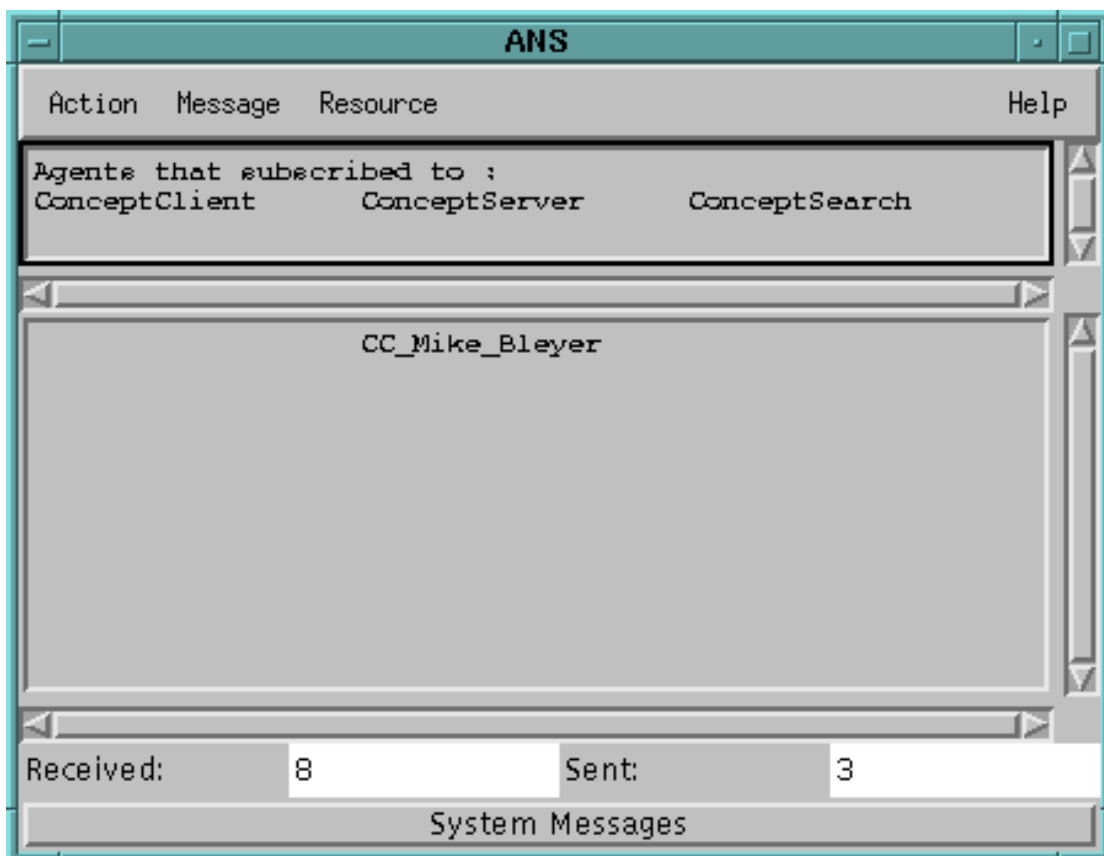 ANS
Action Message Resource Help
Agents that subscribed to :
ConceptClient ConceptServer ConceptSearch
CC_Mike_Bleyer
Received: 8 Sent: 3
System Messages